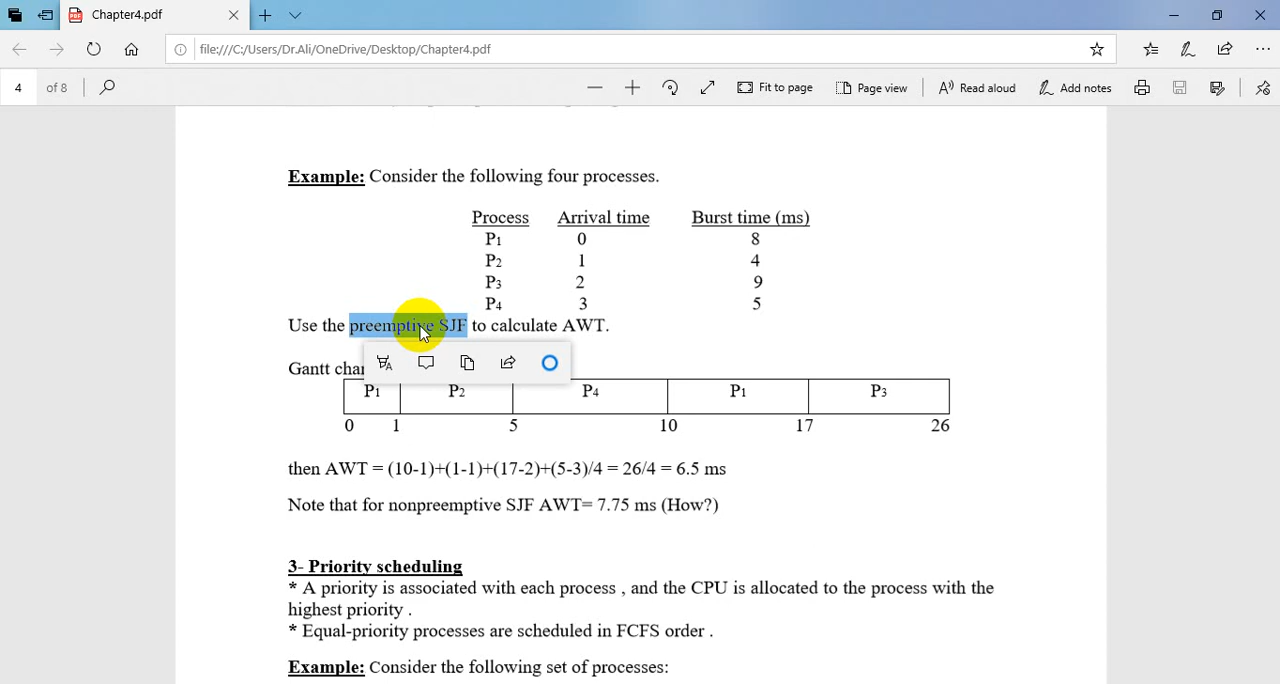 Chapter4.pdf
file:///C:/Users/Dr.Ali/OneDrive/Desktop/Chapter4.pdf
4 of 8 Fit to page Page view Read aloud Add notes
Example: Consider the following four processes.
Process Arrival time Burst time (ms)
P1 0 8
P2 1 4
P3 2 9
P4 3 5
Use the preemptive SJF to calculate AWT.
Gantt
P1 P2 P4 P1 P3
0 1 5 10 17 26
then AWT = (10-1)+(1-1)+(17-2)+(5-3)/4 = 26/4 = 6.5 ms
Note that for nonpreemptive SJF AWT= 7.75 ms (How?)
3- Priority scheduling
* A priority is associated with each process , and the CPU is allocated to the process with the
highest priority .
* Equal-priority processes are scheduled in FCFS order .
Example: Consider the following set of processes: